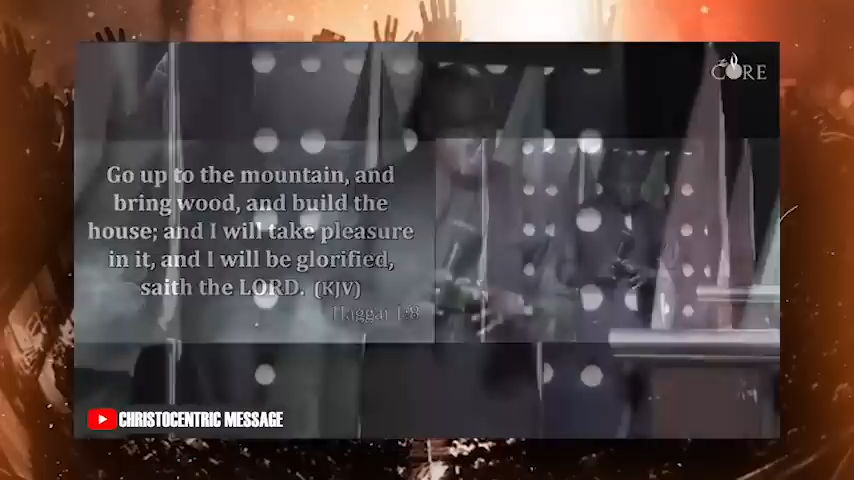 The
CORE
Go up to the mountain, and
bring wood, and build the
house; and I will take pleasure
in it, and I will be glorified,
saith the LORD. (KJV)
Haggai 1:8
CHRISTOCENTRIC MESSAGE